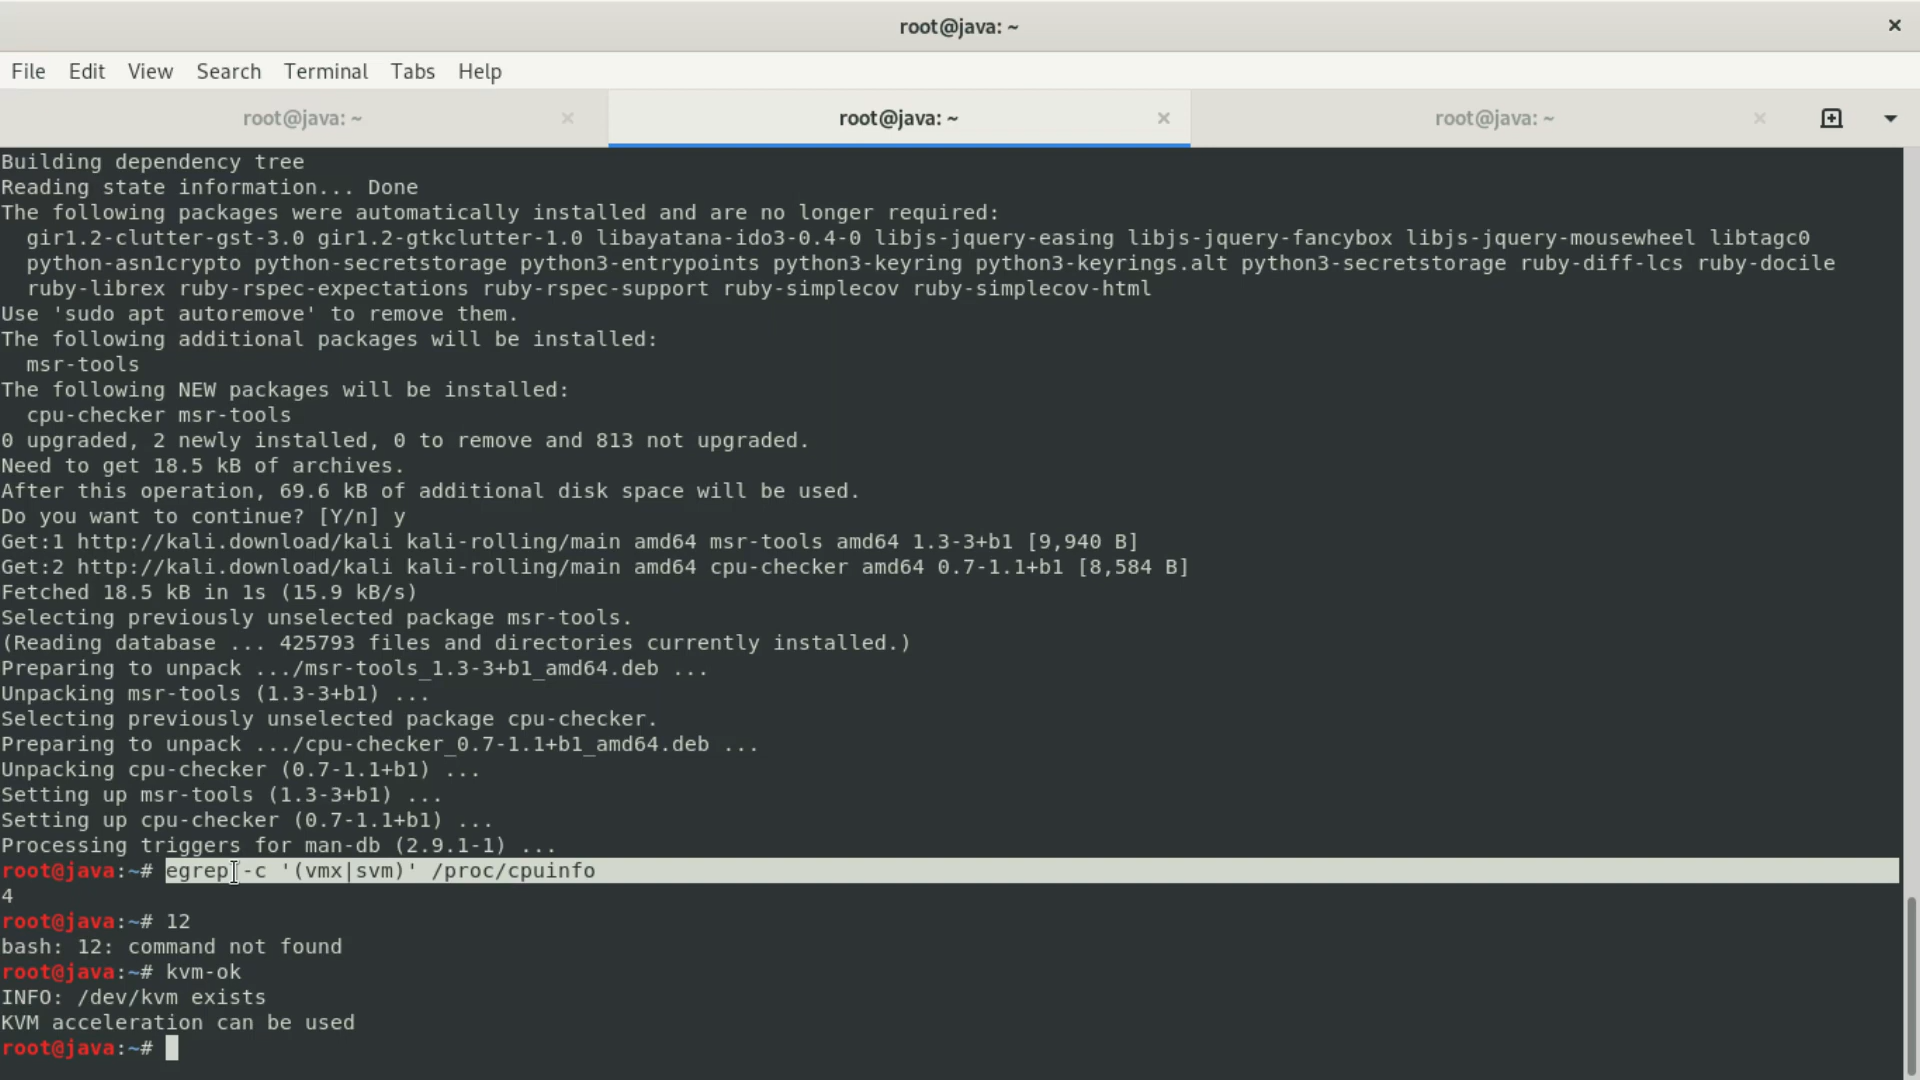 root@java: ~
File Edit View Search Terminal Tabs Help
root@java: ~ root@java: ~ root@java: ~
Building dependency tree
Reading state information... Done
The following packages were automatically installed and are no longer required:
  gir1.2-clutter-gst-3.0 gir1.2-gtkclutter-1.0 libayatana-ido3-0.4-0 libjs-jquery-easing libjs-jquery-fancybox libjs-jquery-mousewheel libtagc0
  python-asn1crypto python-secretstorage python3-entrypoints python3-keyring python3-keyrings.alt python3-secretstorage ruby-diff-lcs ruby-docile
  ruby-librex ruby-rspec-expectations ruby-rspec-support ruby-simplecov ruby-simplecov-html
Use 'sudo apt autoremove' to remove them.
The following additional packages will be installed:
  msr-tools
The following NEW packages will be installed:
  cpu-checker msr-tools
0 upgraded, 2 newly installed, 0 to remove and 813 not upgraded.
Need to get 18.5 kB of archives.
After this operation, 69.6 kB of additional disk space will be used.
Do you want to continue? [Y/n] y
Get:1 http://kali.download/kali kali-rolling/main amd64 msr-tools amd64 1.3-3+b1 [9,940 B]
Get:2 http://kali.download/kali kali-rolling/main amd64 cpu-checker amd64 0.7-1.1+b1 [8,584 B]
Fetched 18.5 kB in 1s (15.9 kB/s)
Selecting previously unselected package msr-tools.
(Reading database ... 425793 files and directories currently installed.)
Preparing to unpack .../msr-tools_1.3-3+b1_amd64.deb ...
Unpacking msr-tools (1.3-3+b1) ...
Selecting previously unselected package cpu-checker.
Preparing to unpack .../cpu-checker_0.7-1.1+b1_amd64.deb ...
Unpacking cpu-checker (0.7-1.1+b1) ...
Setting up msr-tools (1.3-3+b1) ...
Setting up cpu-checker (0.7-1.1+b1) ...
Processing triggers for man-db (2.9.1-1) ...
root@java:~# egrep -c '(vmx|svm)' /proc/cpuinfo
4
root@java:~# 12
bash: 12: command not found
root@java:~# kvm-ok
INFO: /dev/kvm exists
KVM acceleration can be used
root@java:~#